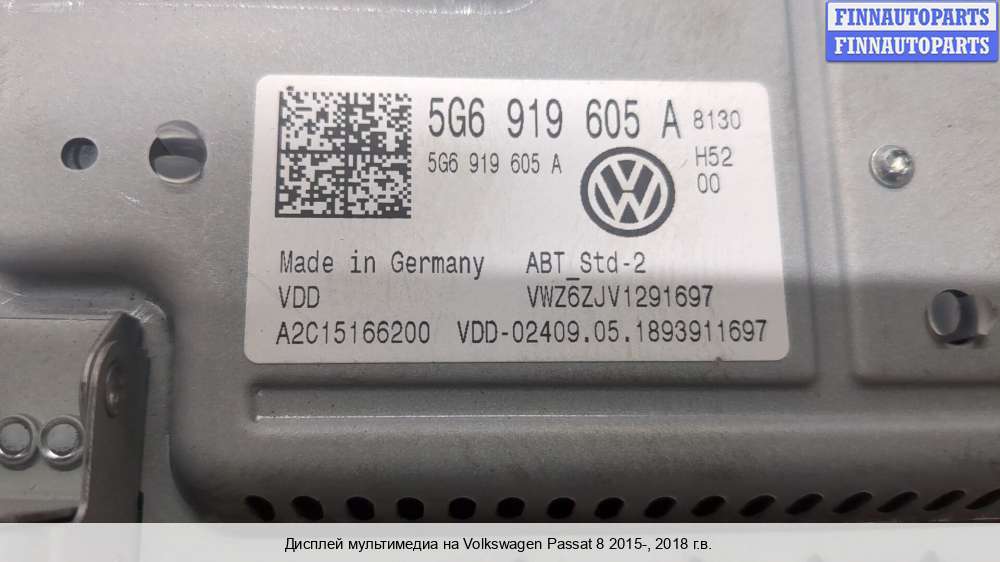 FINNAUTOPARTS
FINNAUTOPARTS
5G6 919 605 A 8130
5G6 919 605 A H52
00
Made in Germany ABT_Std-2
VDD VWZ6ZJV1291697
A2C15166200 VDD-02409.05.1893911697
Дисплей мультимедиа на Volkswagen Passat 8 2015-, 2018 г.в.